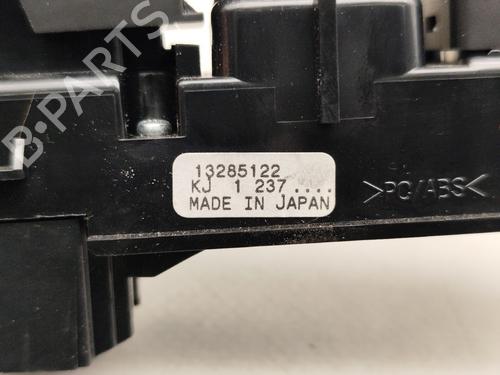 B-PARTS
13285122
KJ 1 237 ....
MADE IN JAPAN
>PC/ABS<